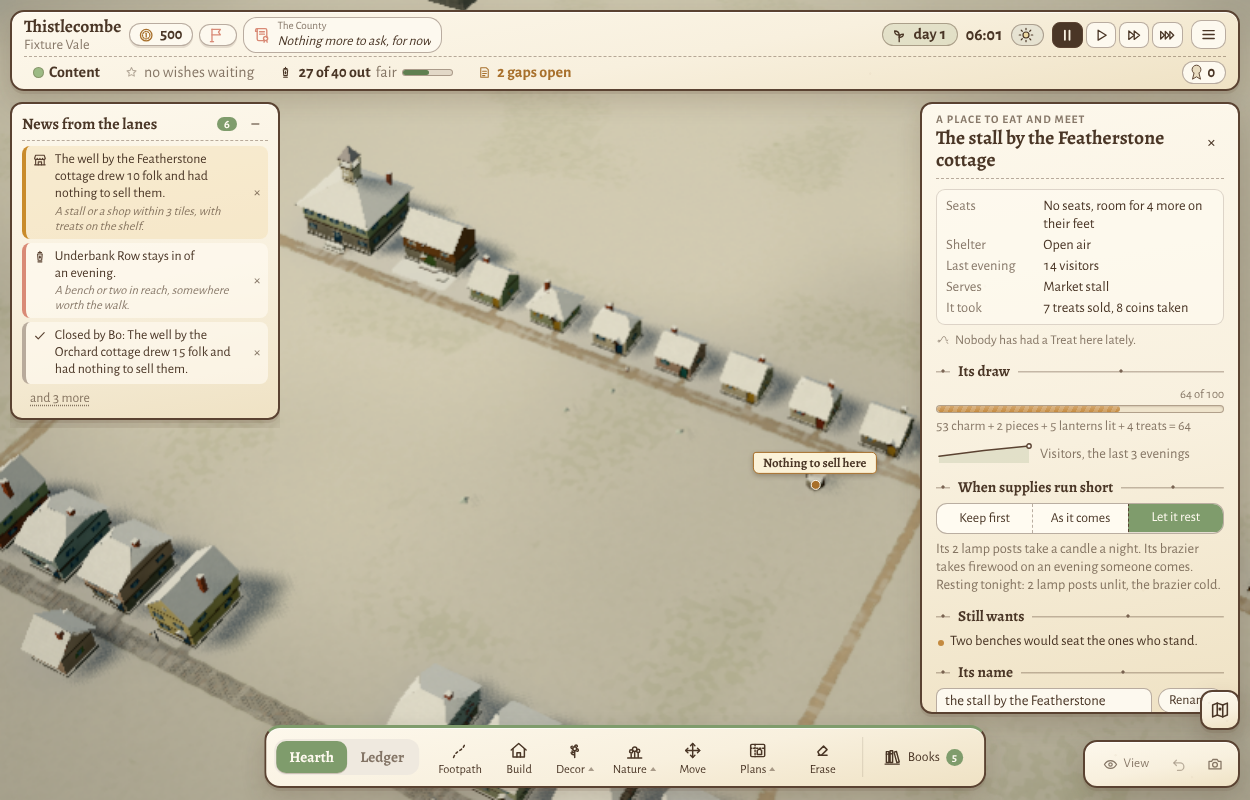 Thistlecombe
Fixture Vale
500
The County
Nothing more to ask, for now
day 1
06:01
Content
no wishes waiting
27 of 40 out fair
2 gaps open
0
News from the lanes
6
The well by the Featherstone
cottage drew 10 folk and had
nothing to sell them.
A stall or a shop within 3 tiles, with
treats on the shelf.
Underbank Row stays in of
an evening.
A bench or two in reach, somewhere
worth the walk.
Closed by Bo: The well by the
Orchard cottage drew 15 folk and
had nothing to sell them.
and 3 more
Nothing to sell here
A PLACE TO EAT AND MEET
The stall by the Featherstone
cottage
Seats No seats, room for 4 more on
their feet
Shelter Open air
Last evening 14 visitors
Serves Market stall
It took 7 treats sold, 8 coins taken
Nobody has had a Treat here lately.
Its draw
64 of 100
53 charm + 2 pieces + 5 lanterns lit + 4 treats = 64
Visitors, the last 3 evenings
When supplies run short
Keep first As it comes Let it rest
Its 2 lamp posts take a candle a night. Its brazier
takes firewood on an evening someone comes.
Resting tonight: 2 lamp posts unlit, the brazier cold.
Still wants
Two benches would seat the ones who stand.
Its name
the stall by the Featherstone
Hearth Ledger
Footpath Build Decor Nature Move Plans Erase
Books 5
View